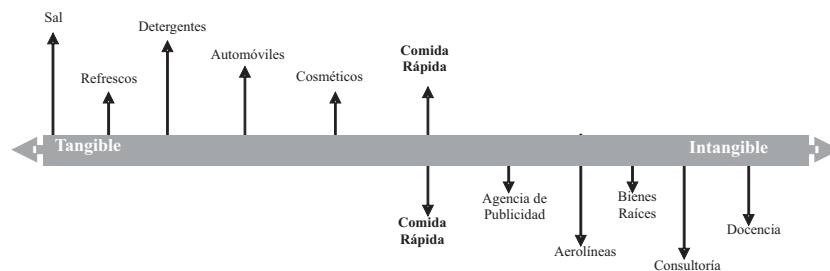 Sal
Refrescos
Detergentes
Automóviles
Cosméticos
Comida
Rápida
Tangible
Intangible
Comida
Rápida
Agencia de
Publicidad
Aerolíneas
Bienes
Raíces
Consultoría
Docencia